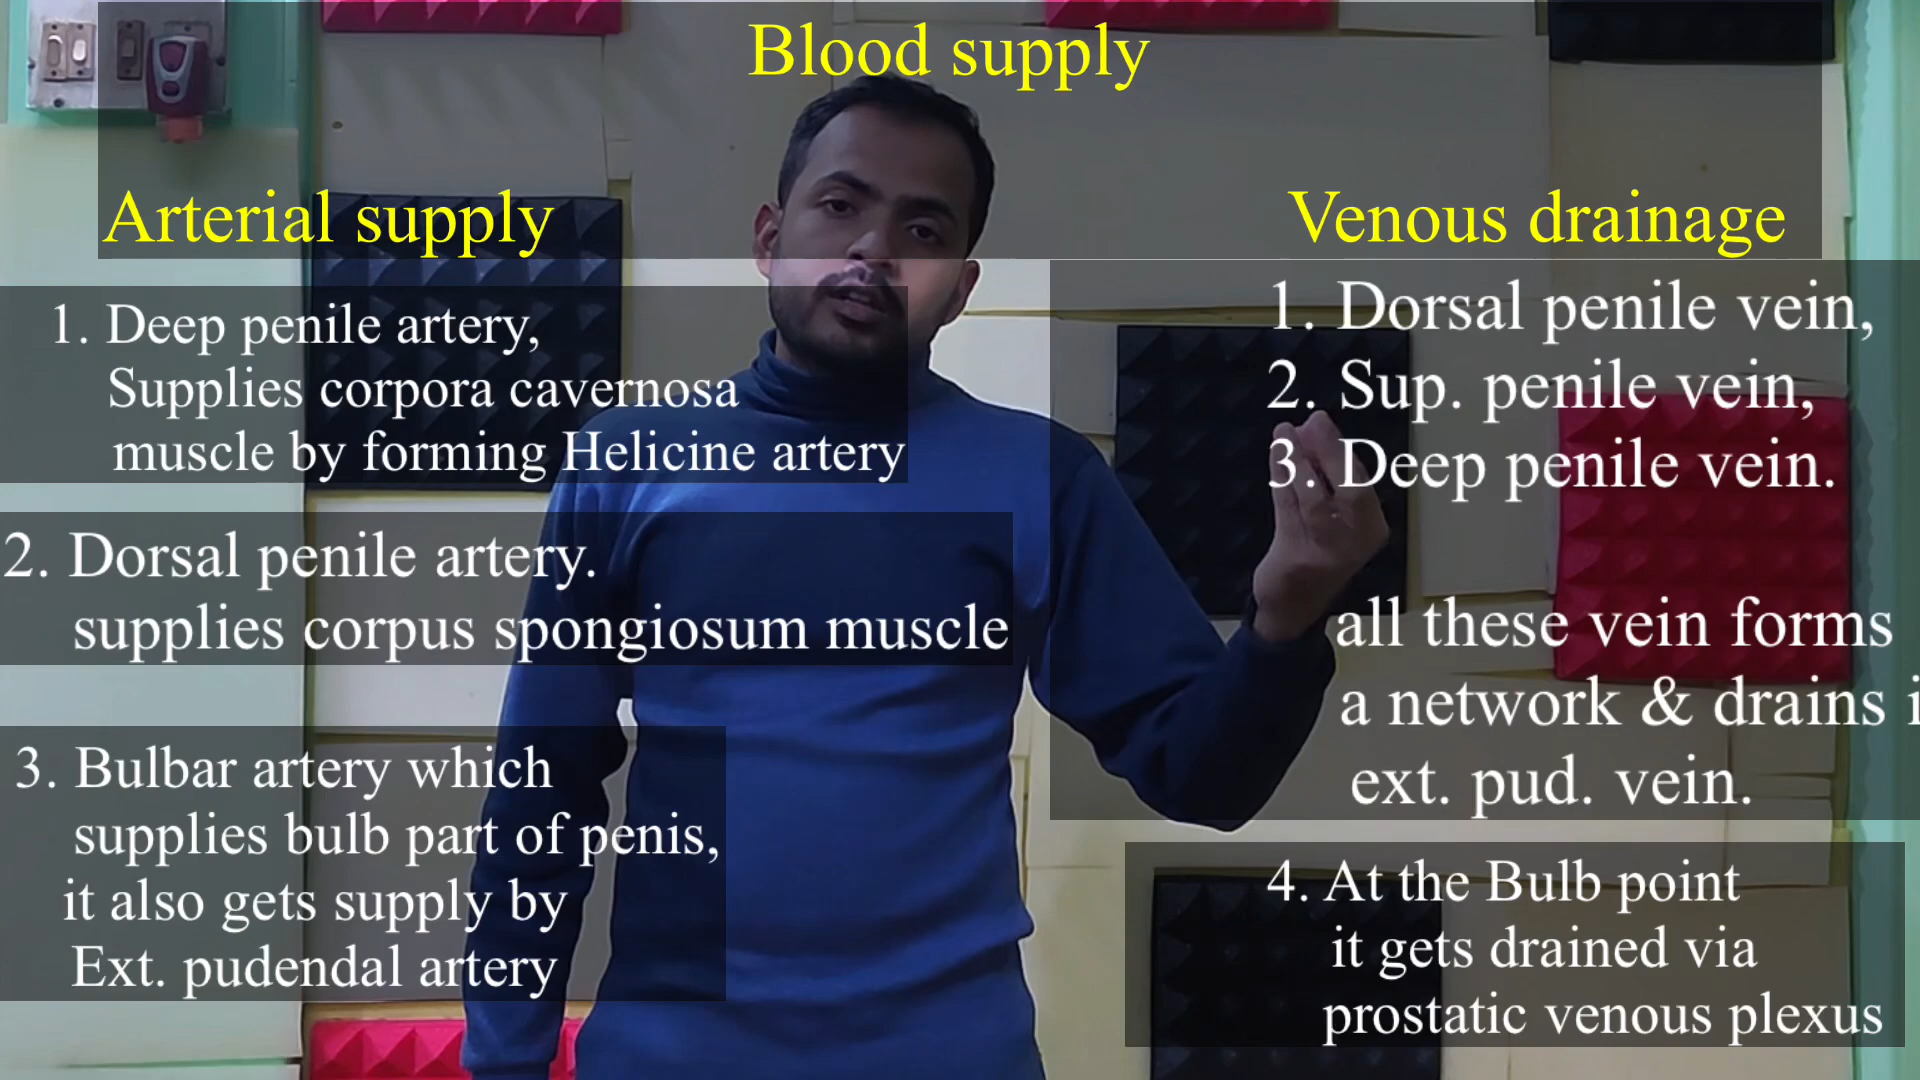 Blood supply
Arterial supply
1. Deep penile artery,
Supplies corpora cavernosa
muscle by forming Helicine artery
2. Dorsal penile artery.
supplies corpus spongiosum muscle
3. Bulbar artery which
supplies bulb part of penis,
it also gets supply by
Ext. pudendal artery
Venous drainage
1. Dorsal penile vein,
2. Sup. penile vein,
3. Deep penile vein.
all these vein forms
a network & drains
ext. pud. vein.
4. At the Bulb point
it gets drained via
prostatic venous plexus